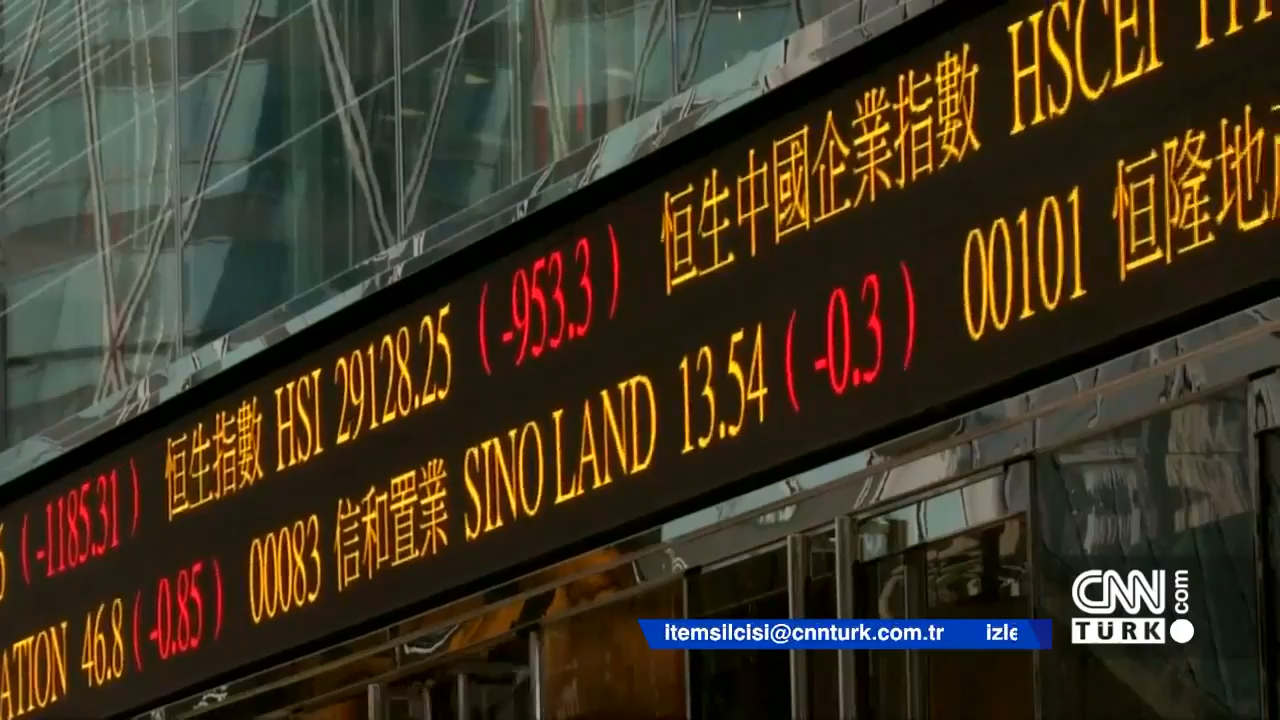 (-1185.31) 恒生指數 HSI 29128.25 (-953.3) 恒生中國企業指數 HSCEI
46.8 (-0.85) 00083 信和置業 SINO LAND 13.54 (-0.3) 00101 恒隆地
itemsilcisi@cnnturk.com.tr izle
CNN
TÜRK
.com